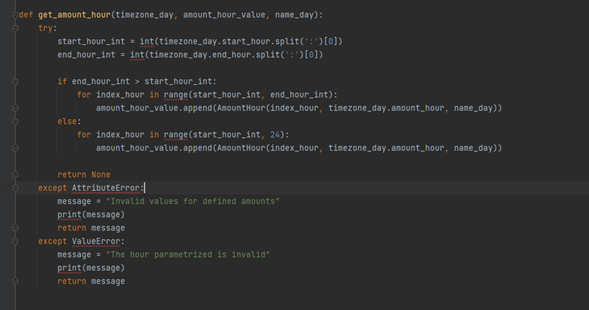 def get_amount_hour(timezone_day, amount_hour_value, name_day):
    try:
        start_hour_int = int(timezone_day.start_hour.split(':')[0])
        end_hour_int = int(timezone_day.end_hour.split(':')[0])
        if end_hour_int > start_hour_int:
            for index_hour in range(start_hour_int, end_hour_int):
                amount_hour_value.append(AmountHour(index_hour, timezone_day.amount_hour, name_day))
        else:
            for index_hour in range(start_hour_int, 24):
                amount_hour_value.append(AmountHour(index_hour, timezone_day.amount_hour, name_day))
        return None
    except AttributeError:
        message = "Invalid values for defined amounts"
        print(message)
        return message
    except ValueError:
        message = "The hour parametrized is invalid"
        print(message)
        return message